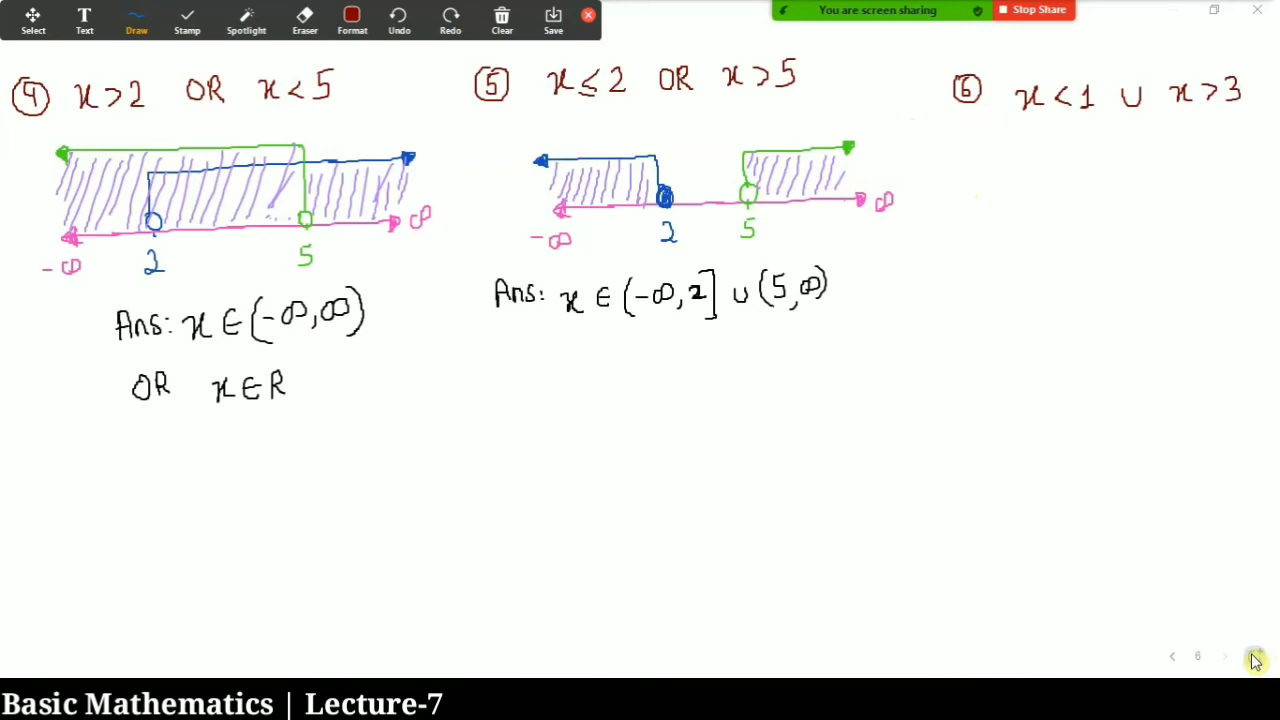 Select Text Draw Stamp Spotlight Eraser Format Undo Redo Clear Save
You are screen sharing Stop Share
④ x > 2 OR x < 5
-∞ 2 5 ∞
Ans: x ∈ (-∞, ∞)
OR x ∈ R
⑤ x ≤ 2 OR x > 5
-∞ 2 5 ∞
Ans: x ∈ (-∞, 2] ∪ (5, ∞)
⑥ x < 1 ∪ x > 3
6
Basic Mathematics | Lecture-7